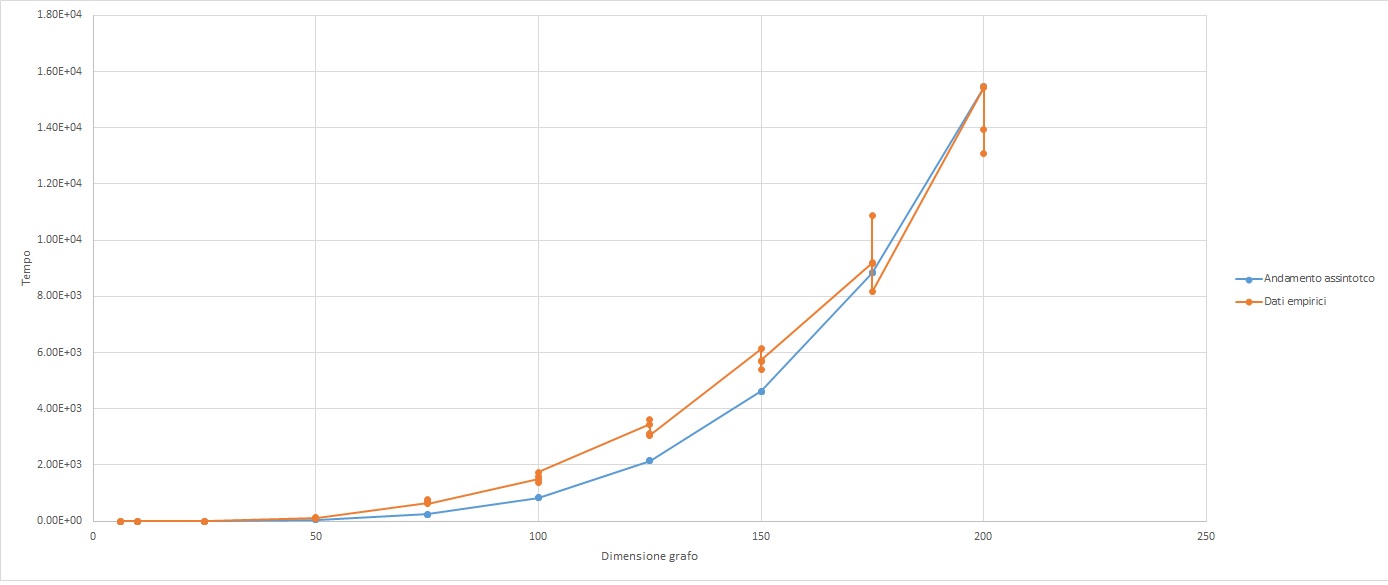 1.80E+04
1.60E+04
1.40E+04
1.20E+04
1.00E+04
8.00E+03
6.00E+03
4.00E+03
2.00E+03
0.00E+00
Tempo
0 50 100 150 200 250
Dimensione grafo
Andamento assintotco
Dati empirici